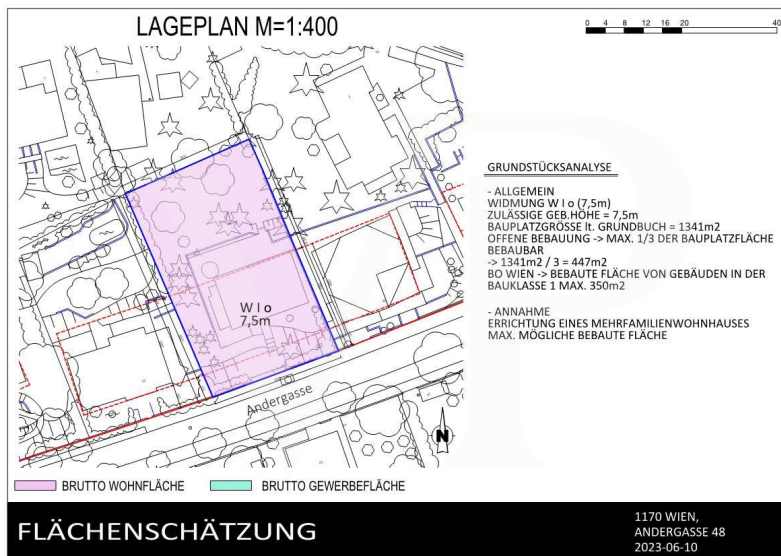 LAGEPLAN M=1:400
0 4 8 12 16 20 40
GRUNDSTÜCKSANALYSE
- ALLGEMEIN
WIDMUNG W I o (7,5m)
ZULÄSSIGE GEB.HÖHE = 7,5m
BAUPLATZGRÖSSE lt. GRUNDBUCH = 1341m2
OFFENE BEBAUUNG -> MAX. 1/3 DER BAUPLATZFLÄCHE
BEBAUBAR
-> 1341m2 / 3 = 447m2
BO WIEN -> BEBAUTE FLÄCHE VON GEBÄUDEN IN DER
BAUKLASSE 1 MAX. 350m2
- ANNAHME
ERRICHTUNG EINES MEHRFAMILIENWOHNHAUSES
MAX. MÖGLICHE BEBAUTE FLÄCHE
W I o
7,5m
Andergasse
N
BRUTTO WOHNFLÄCHE
BRUTTO GEWERBEFLÄCHE
FLÄCHENSCHÄTZUNG
1170 WIEN,
ANDERGASSE 48
2023-06-10